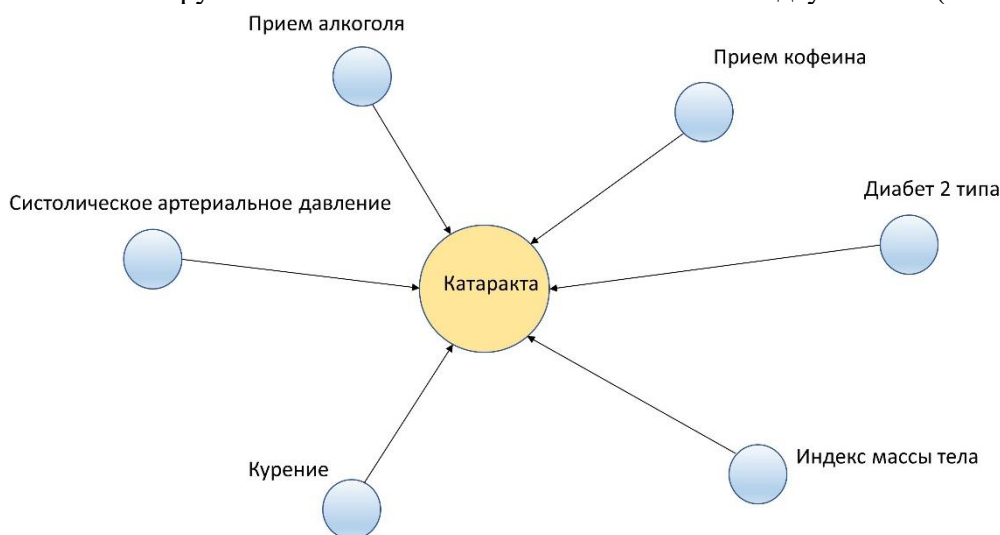 Прием алкоголя
Прием кофеина
Диабет 2 типа
Систолическое артериальное давление
Катаракта
Индекс массы тела
Курение